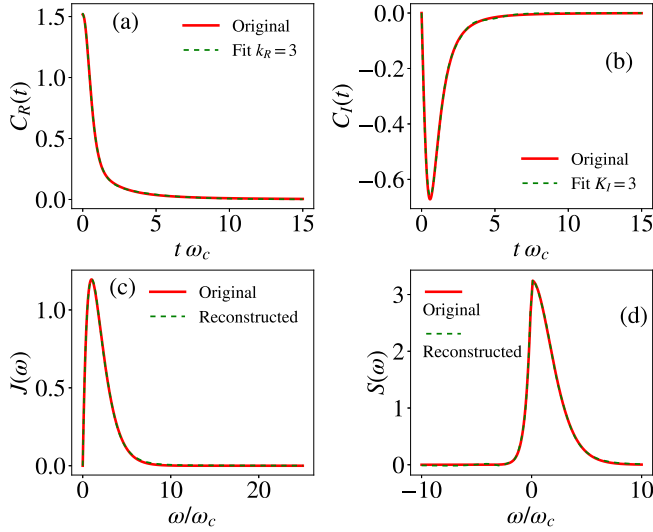 (a)
Original
Fit k_R = 3
C_R(t)
1.5
1.0
0.5
0.0
0 5 10 15
t ω_c
(b)
Original
Fit K_I = 3
C_I(t)
0.0
−0.2
−0.4
−0.6
0 5 10 15
t ω_c
(c)
Original
Reconstructed
J(ω)
1.0
0.5
0.0
0 10 20
ω/ω_c
(d)
Original
Reconstructed
S(ω)
3
2
1
0
−10 0 10
ω/ω_c